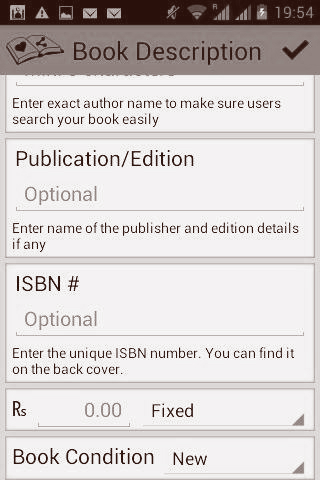 19:54
Book Description
Enter exact author name to make sure users
search your book easily
Publication/Edition
Optional
Enter name of the publisher and edition details
if any
ISBN #
Optional
Enter the unique ISBN number. You can find it
on the back cover.
Rs 0.00 Fixed
Book Condition New